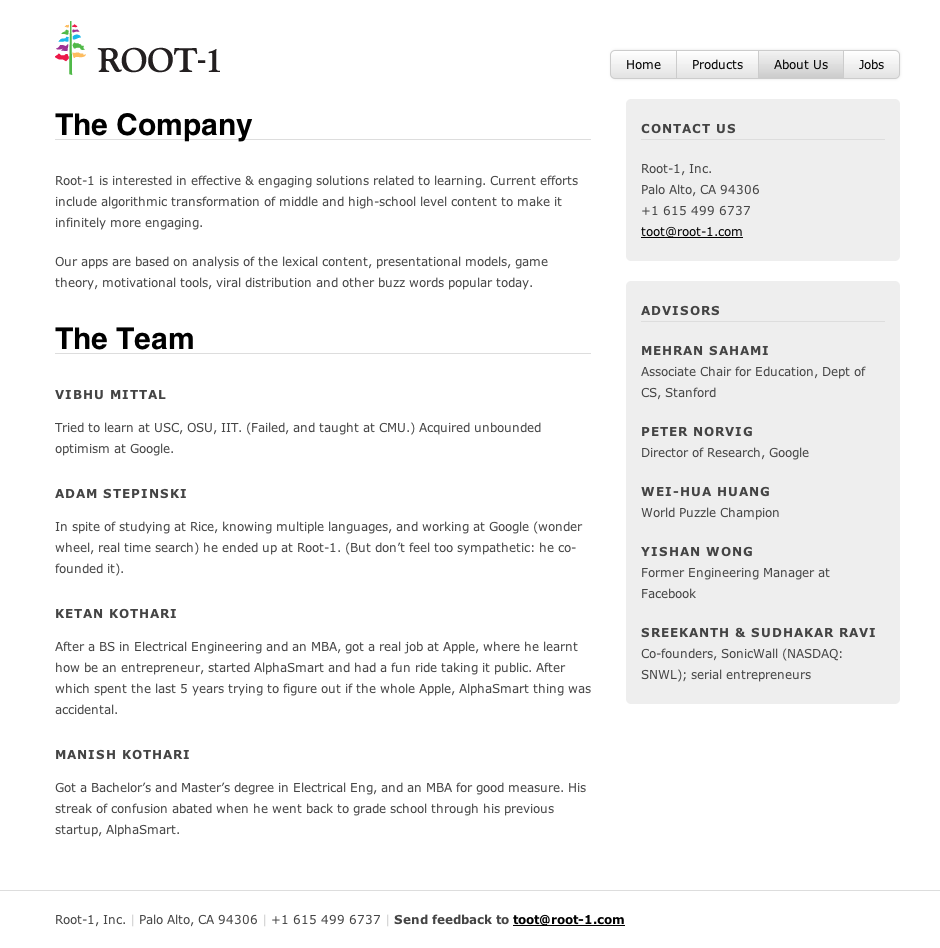 ROOT-1
Home
Products
About Us
Jobs
The Company
Root-1 is interested in effective & engaging solutions related to learning. Current efforts
include algorithmic transformation of middle and high-school level content to make it
infinitely more engaging.
Our apps are based on analysis of the lexical content, presentational models, game
theory, motivational tools, viral distribution and other buzz words popular today.
The Team
VIBHU MITTAL
Tried to learn at USC, OSU, IIT. (Failed, and taught at CMU.) Acquired unbounded
optimism at Google.
ADAM STEPINSKI
In spite of studying at Rice, knowing multiple languages, and working at Google (wonder
wheel, real time search) he ended up at Root-1. (But don’t feel too sympathetic: he co-
founded it).
KETAN KOTHARI
After a BS in Electrical Engineering and an MBA, got a real job at Apple, where he learnt
how be an entrepreneur, started AlphaSmart and had a fun ride taking it public. After
which spent the last 5 years trying to figure out if the whole Apple, AlphaSmart thing was
accidental.
MANISH KOTHARI
Got a Bachelor’s and Master’s degree in Electrical Eng, and an MBA for good measure. His
streak of confusion abated when he went back to grade school through his previous
startup, AlphaSmart.
CONTACT US
Root-1, Inc.
Palo Alto, CA 94306
+1 615 499 6737
toot@root-1.com
ADVISORS
MEHRAN SAHAMI
Associate Chair for Education, Dept of
CS, Stanford
PETER NORVIG
Director of Research, Google
WEI-HUA HUANG
World Puzzle Champion
YISHAN WONG
Former Engineering Manager at
Facebook
SREEKANTH & SUDHAKAR RAVI
Co-founders, SonicWall (NASDAQ:
SNWL); serial entrepreneurs
Root-1, Inc. | Palo Alto, CA 94306 | +1 615 499 6737 | Send feedback to toot@root-1.com